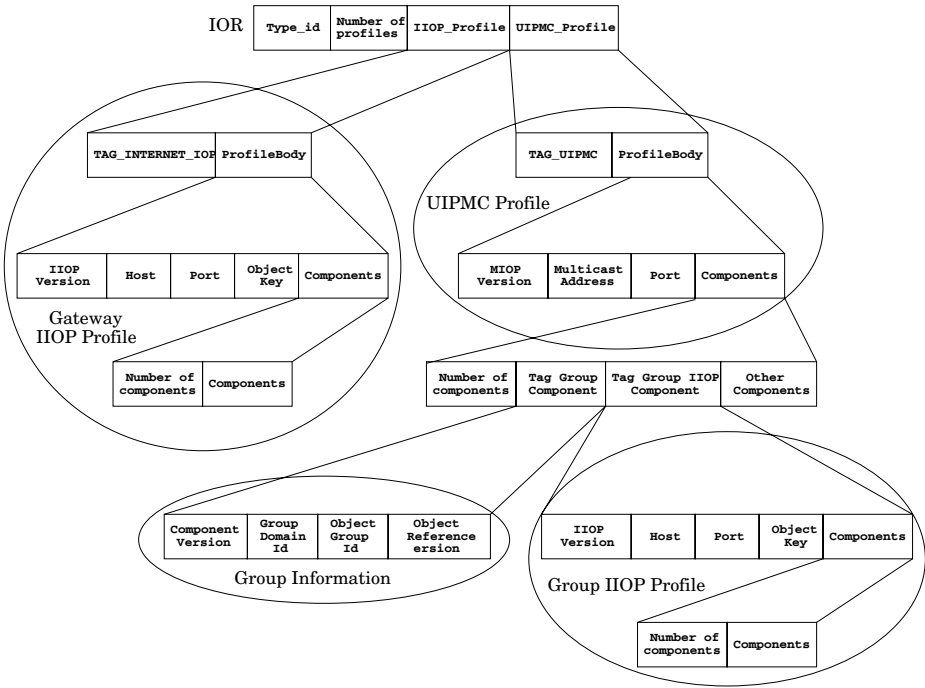 IOR
Type_id
Number of
profiles
IIOP_Profile
UIPMC_Profile
TAG_INTERNET_IOP
ProfileBody
TAG_UIPMC
ProfileBody
UIPMC Profile
IIOP
Version
Host
Port
Object
Key
Components
MIOP
Version
Multicast
Address
Port
Components
Gateway
IIOP Profile
Number of
components
Components
Number of
components
Tag Group
Component
Tag Group IIOP
Component
Other
Components
Component
Version
Group
Domain
Id
Object
Group
Id
Object
Reference
ersion
Group Information
IIOP
Version
Host
Port
Object
Key
Components
Group IIOP Profile
Number of
components
Components